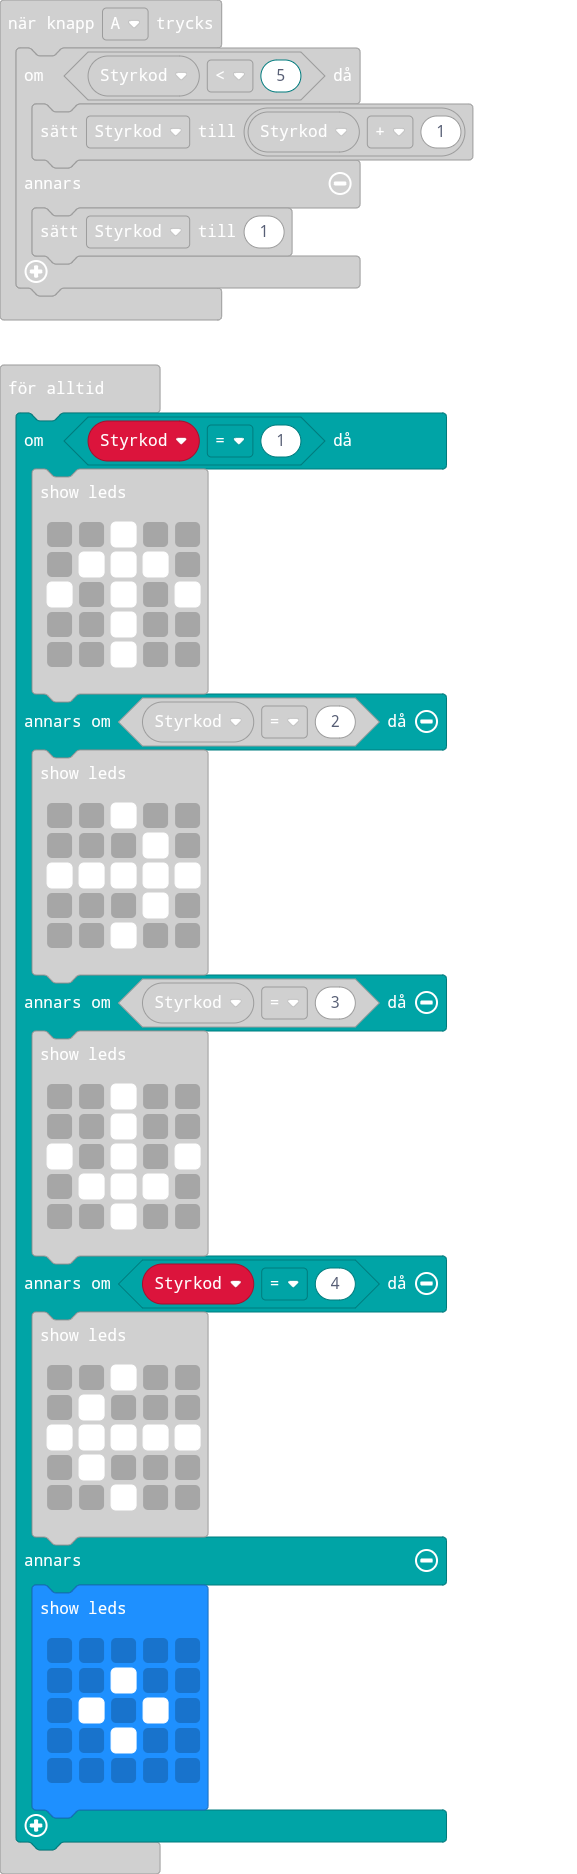 när knapp A trycks
om Styrkod < 5 då
sätt Styrkod till Styrkod + 1
annars
sätt Styrkod till 1
för alltid
om Styrkod = 1 då
show leds
annars om Styrkod = 2 då
show leds
annars om Styrkod = 3 då
show leds
annars om Styrkod = 4 då
show leds
annars
show leds